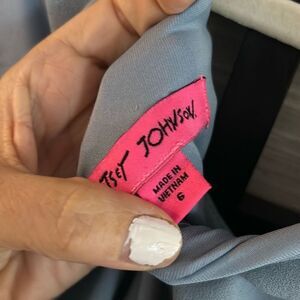 TSEY JOHNSON.
MADE IN
VIETNAM
6